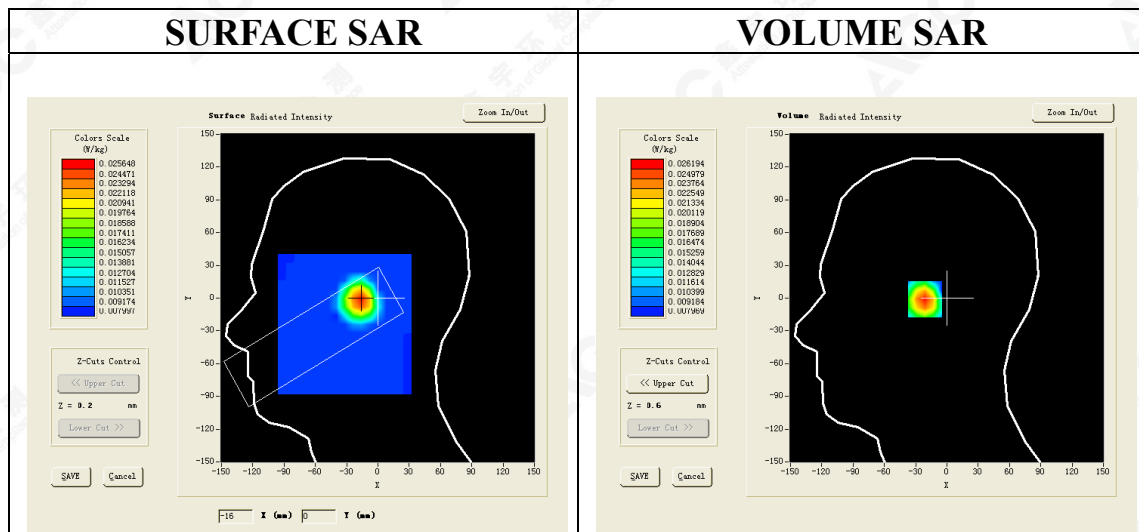 SURFACE SAR
VOLUME SAR
Surface Radiated Intensity
Zoom In/Out
Colors Scale
(W/kg)
0.025648
0.024471
0.023294
0.022118
0.020941
0.019764
0.018588
0.017411
0.016234
0.015057
0.013881
0.012704
0.011527
0.010351
0.009174
0.007997
150
120
90
60
30
0
-30
-60
-90
-120
-150
Y
-150 -120 -90 -60 -30 0 30 60 90 120 150
X
Z-Cuts Control
<< Upper Cut
Z = 0.2 mm
Lower Cut >>
SAVE Cancel
-16 X (mm) 0 Y (mm)
Volume Radiated Intensity
Zoom In/Out
Colors Scale
(W/kg)
0.026194
0.024979
0.023764
0.022549
0.021334
0.020119
0.018904
0.017689
0.016474
0.015259
0.014044
0.012829
0.011614
0.010399
0.009184
0.007969
150
120
90
60
30
0
-30
-60
-90
-120
-150
Y
-150 -120 -90 -60 -30 0 30 60 90 120 150
X
Z-Cuts Control
<< Upper Cut
Z = 0.6 mm
Lower Cut >>
SAVE Cancel